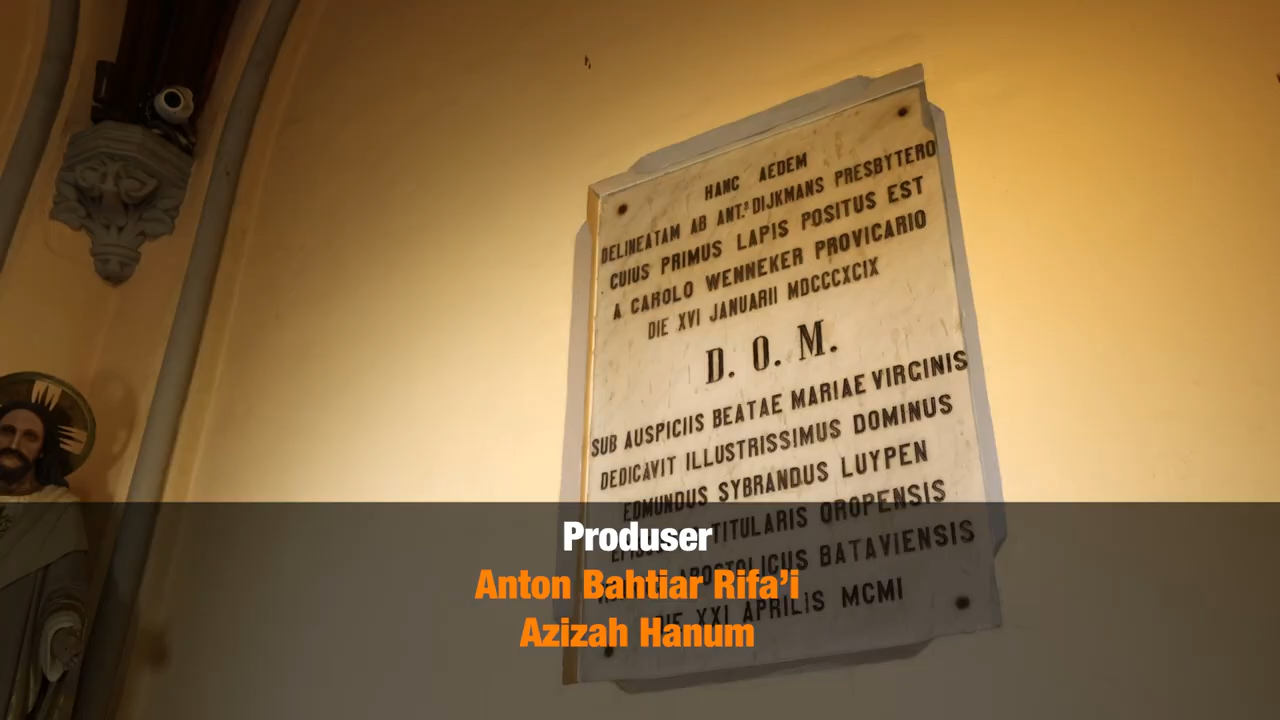 HANC AEDEM
DELINEATAM AB ANT.S DIJKMANS PRESBYTERO
CUIUS PRIMUS LAPIS POSITUS EST
A CAROLO WENNEKER PROVICARIO
DIE XVI JANUARII MDCCCXCIX
D. O. M.
SUB AUSPICIIS BEATAE MARIAE VIRGINIS
DEDICAVIT ILLUSTRISSIMUS DOMINUS
EDMUNDUS SYBRANDUS LUYPEN
TITULARIS OROPENSIS
APOSTOLICUS BATAVIENSIS
DIE XXI APRILIS MCMI
Produser
Anton Bahtiar Rifa’i
Azizah Hanum